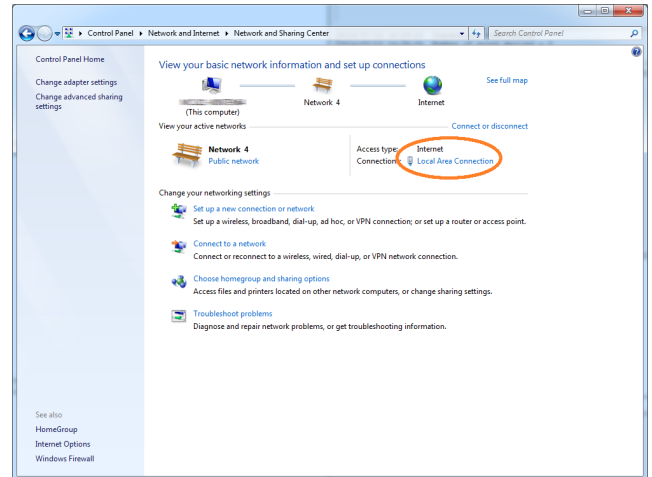 Control Panel ▸ Network and Internet ▸ Network and Sharing Center
Search Control Panel
Control Panel Home
Change adapter settings
Change advanced sharing
settings
View your basic network information and set up connections
See full map
(This computer)
Network 4
Internet
View your active networks
Connect or disconnect
Network 4
Public network
Access type: Internet
Connections: Local Area Connection
Change your networking settings
Set up a new connection or network
Set up a wireless, broadband, dial-up, ad hoc, or VPN connection; or set up a router or access point.
Connect to a network
Connect or reconnect to a wireless, wired, dial-up, or VPN network connection.
Choose homegroup and sharing options
Access files and printers located on other network computers, or change sharing settings.
Troubleshoot problems
Diagnose and repair network problems, or get troubleshooting information.
See also
HomeGroup
Internet Options
Windows Firewall